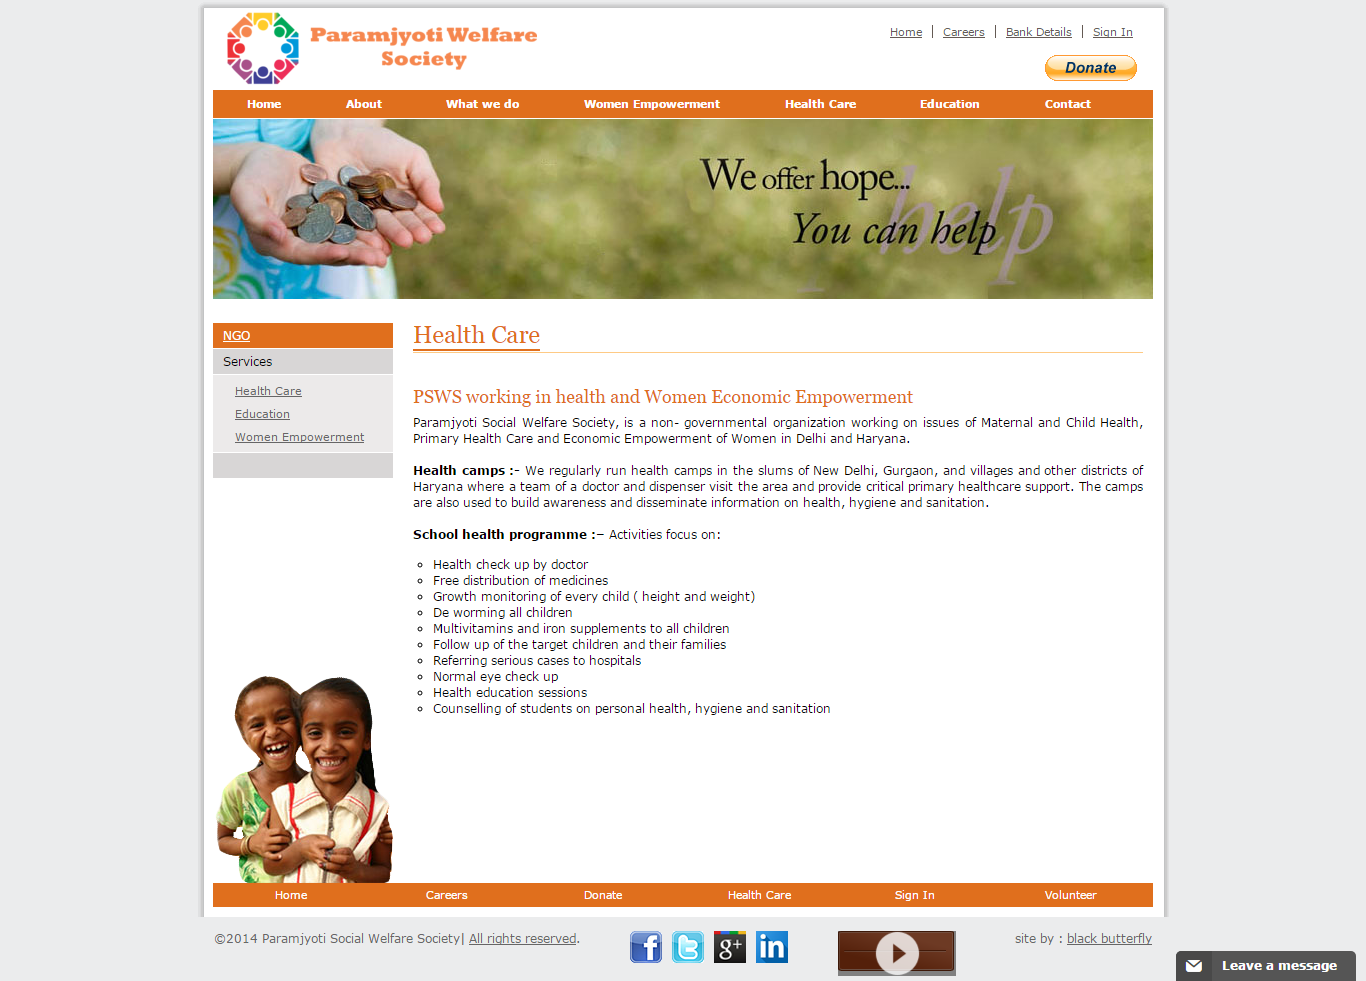 Paramjyoti Welfare
Society
Home | Careers | Bank Details | Sign In
Donate
Home About What we do Women Empowerment Health Care Education Contact
We offer hope...
help
You can help
NGO
Services
Health Care
Education
Women Empowerment
Health Care
PSWS working in health and Women Economic Empowerment
Paramjyoti Social Welfare Society, is a non- governmental organization working on issues of Maternal and Child Health,
Primary Health Care and Economic Empowerment of Women in Delhi and Haryana.
Health camps :- We regularly run health camps in the slums of New Delhi, Gurgaon, and villages and other districts of
Haryana where a team of a doctor and dispenser visit the area and provide critical primary healthcare support. The camps
are also used to build awareness and disseminate information on health, hygiene and sanitation.
School health programme :– Activities focus on:
Health check up by doctor
Free distribution of medicines
Growth monitoring of every child ( height and weight)
De worming all children
Multivitamins and iron supplements to all children
Follow up of the target children and their families
Referring serious cases to hospitals
Normal eye check up
Health education sessions
Counselling of students on personal health, hygiene and sanitation
Home Careers Donate Health Care Sign In Volunteer
©2014 Paramjyoti Social Welfare Society| All rights reserved.
f t g+ in
site by : black butterfly
Leave a message